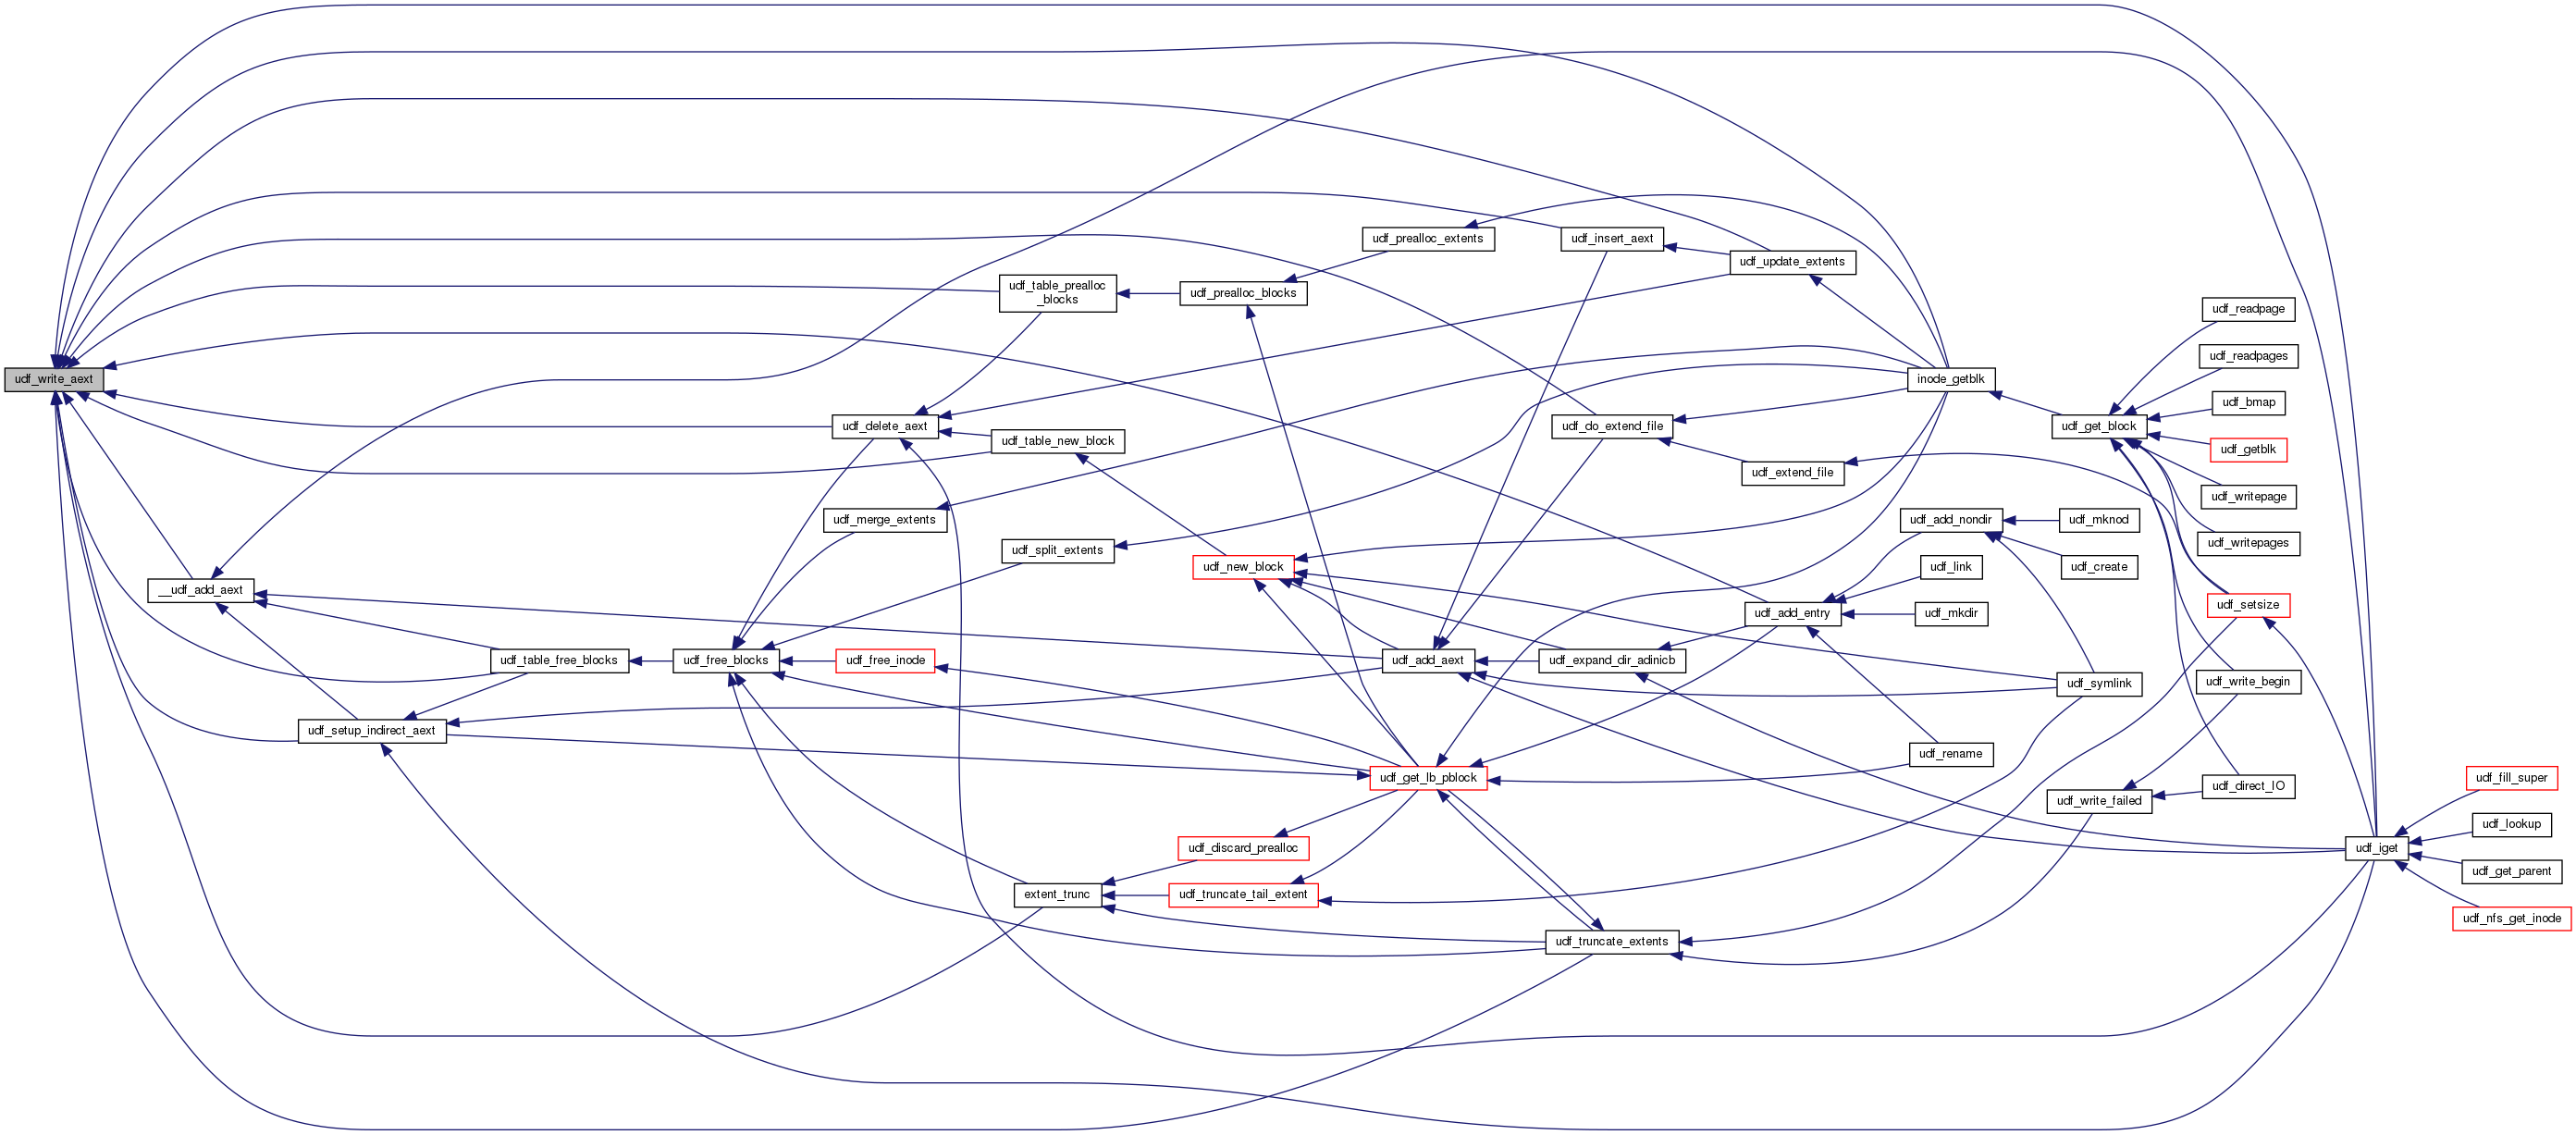 udf_write_aext
__udf_add_aext
udf_setup_indirect_aext
udf_table_free_blocks
udf_free_blocks
udf_delete_aext
udf_merge_extents
udf_free_inode
udf_table_prealloc
_blocks
udf_table_new_block
udf_split_extents
extent_trunc
udf_prealloc_blocks
udf_new_block
udf_discard_prealloc
udf_truncate_tail_extent
udf_prealloc_extents
udf_add_aext
udf_get_lb_pblock
udf_insert_aext
udf_do_extend_file
udf_expand_dir_adinicb
udf_truncate_extents
udf_update_extents
udf_extend_file
udf_add_entry
inode_getblk
udf_add_nondir
udf_link
udf_mkdir
udf_rename
udf_get_block
udf_mknod
udf_create
udf_symlink
udf_write_failed
udf_readpage
udf_readpages
udf_bmap
udf_getblk
udf_writepage
udf_writepages
udf_setsize
udf_write_begin
udf_direct_IO
udf_iget
udf_fill_super
udf_lookup
udf_get_parent
udf_nfs_get_inode